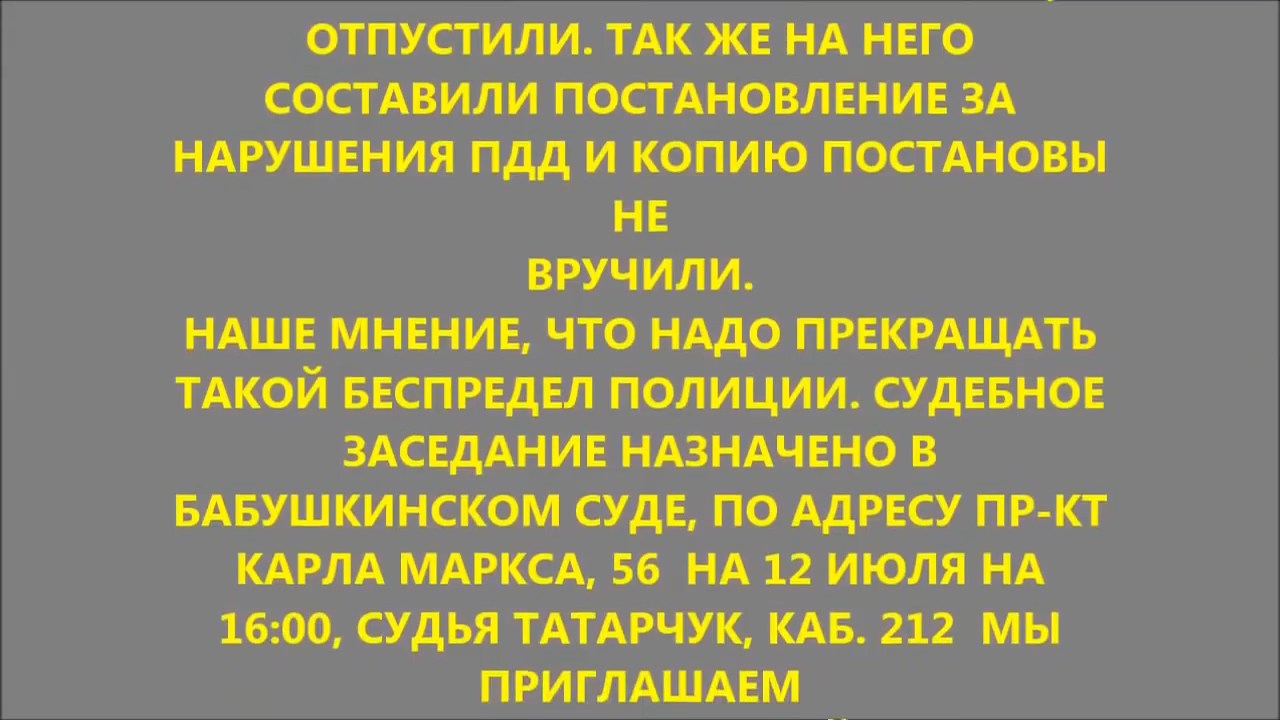 ОТПУСТИЛИ. ТАК ЖЕ НА НЕГО
СОСТАВИЛИ ПОСТАНОВЛЕНИЕ ЗА
НАРУШЕНИЯ ПДД И КОПИЮ ПОСТАНОВЫ
НЕ
ВРУЧИЛИ.
НАШЕ МНЕНИЕ, ЧТО НАДО ПРЕКРАЩАТЬ
ТАКОЙ БЕСПРЕДЕЛ ПОЛИЦИИ. СУДЕБНОЕ
ЗАСЕДАНИЕ НАЗНАЧЕНО В
БАБУШКИНСКОМ СУДЕ, ПО АДРЕСУ ПР-КТ
КАРЛА МАРКСА, 56  НА 12 ИЮЛЯ НА
16:00, СУДЬЯ ТАТАРЧУК, КАБ. 212  МЫ
ПРИГЛАШАЕМ